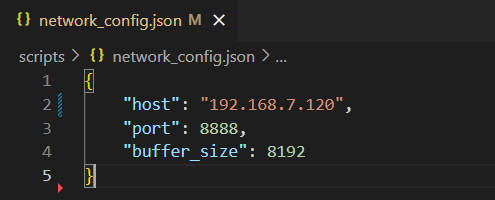 {} network_config.json M ×
scripts > {} network_config.json > ...
1 {
2     "host": "192.168.7.120",
3     "port": 8888,
4     "buffer_size": 8192
5 }